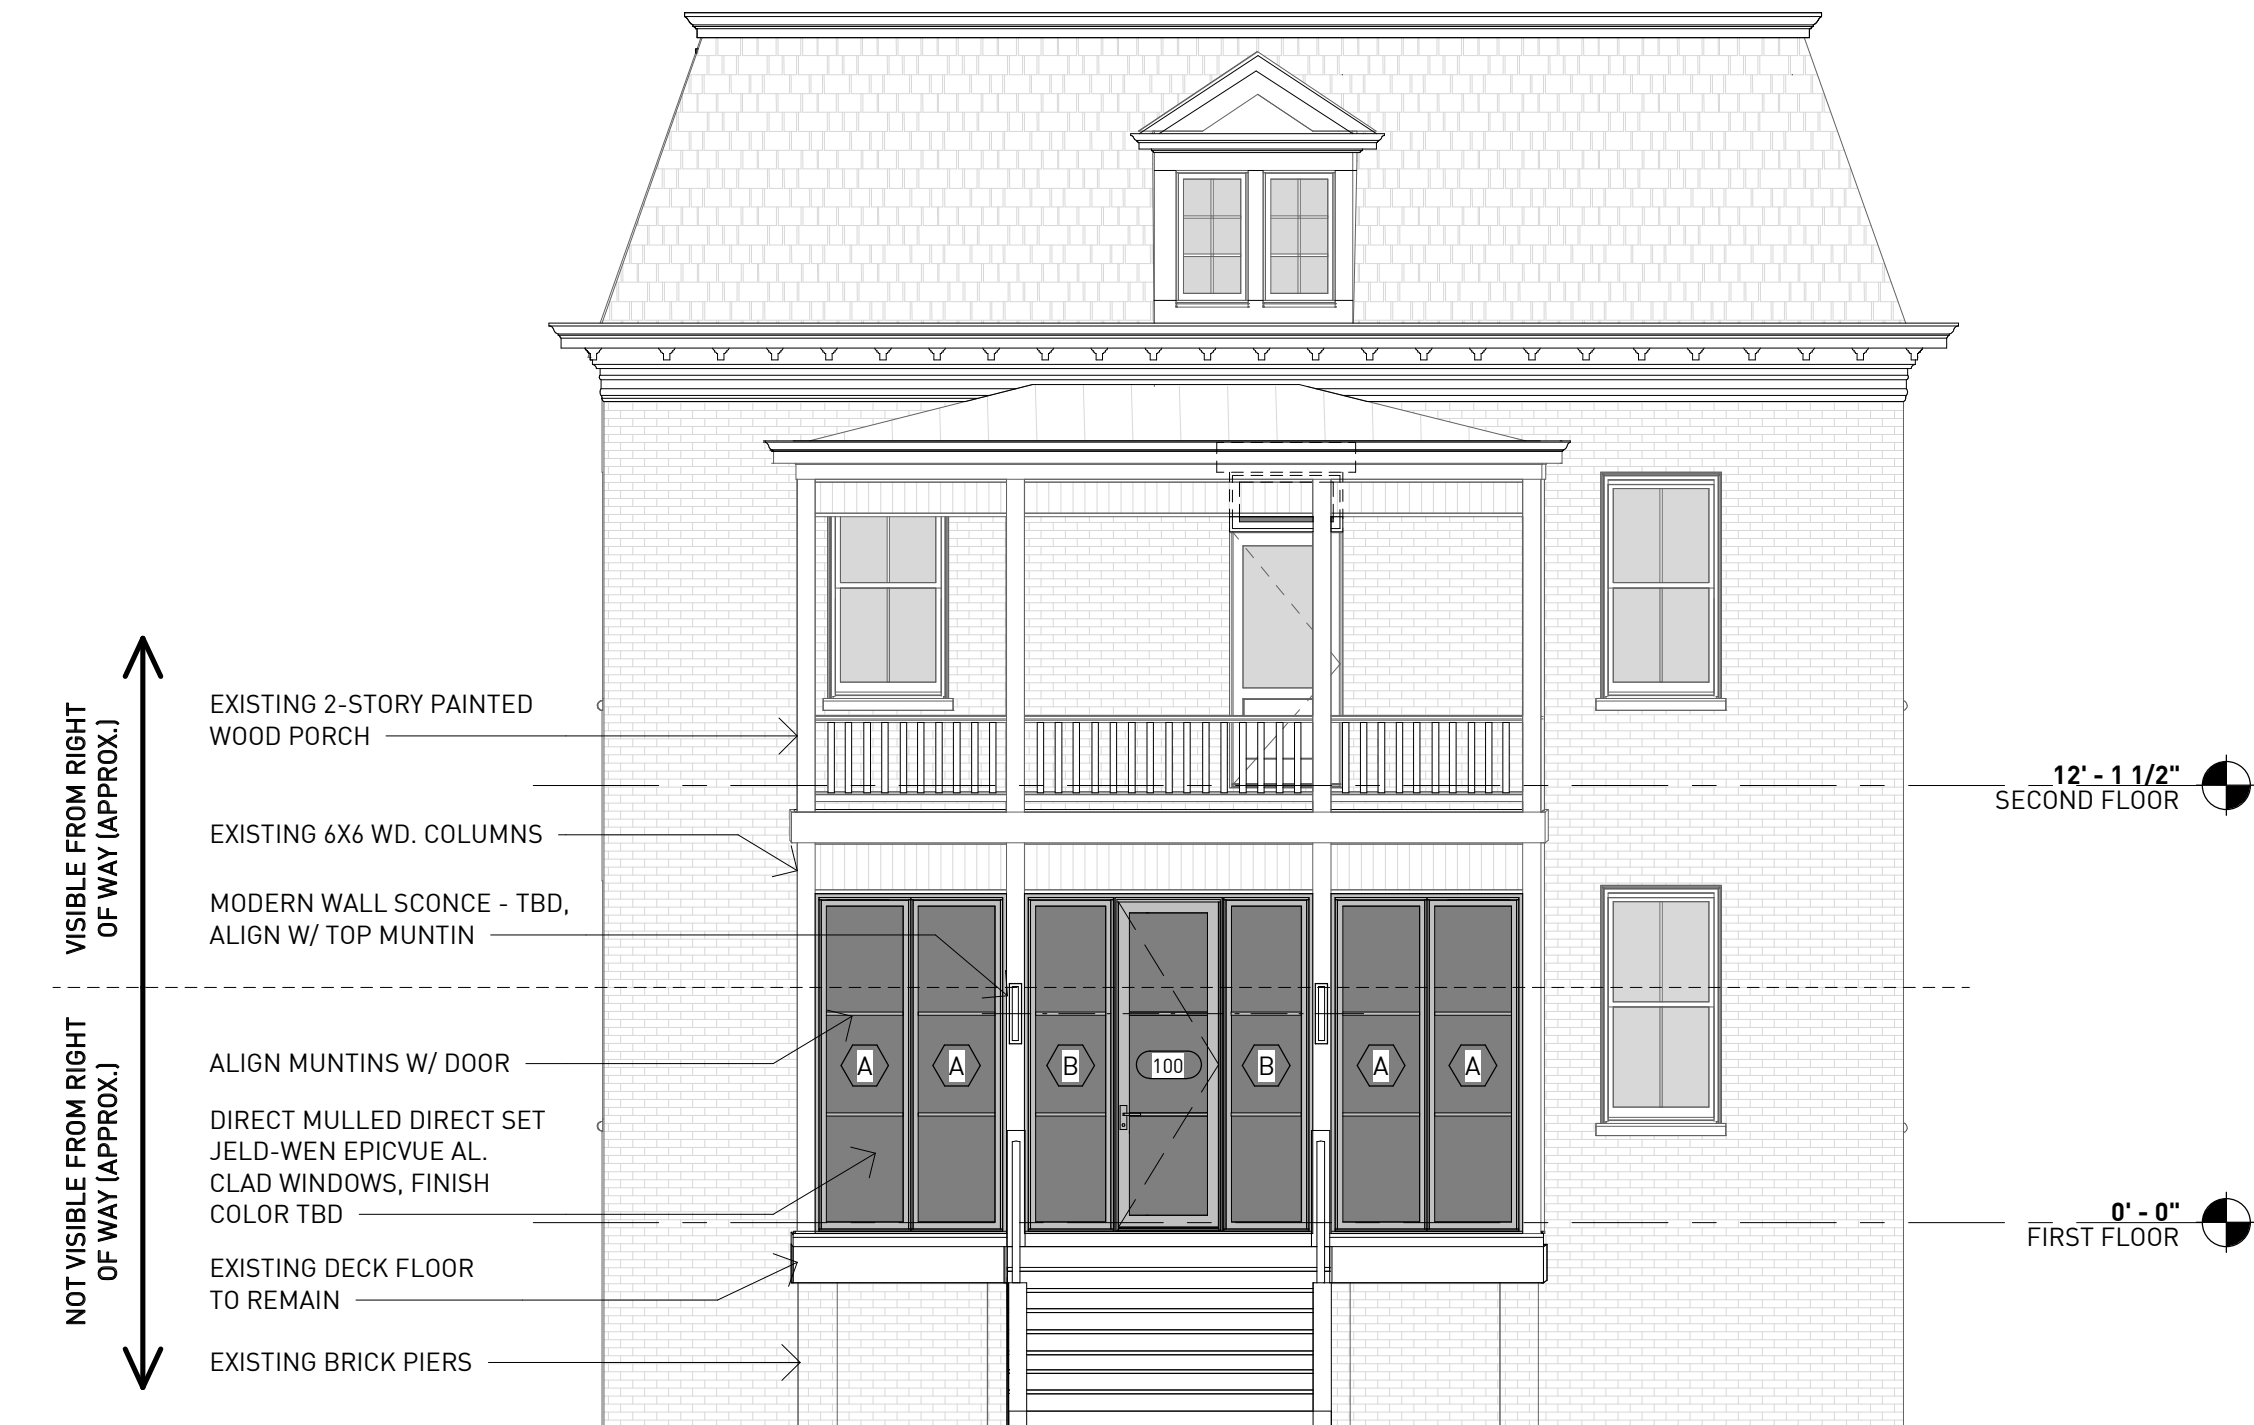 VISIBLE FROM RIGHT
OF WAY (APPROX.)
NOT VISIBLE FROM RIGHT
OF WAY (APPROX.)
EXISTING 2-STORY PAINTED
WOOD PORCH
EXISTING 6X6 WD. COLUMNS
MODERN WALL SCONCE - TBD,
ALIGN W/ TOP MUNTIN
ALIGN MUNTINS W/ DOOR
DIRECT MULLED DIRECT SET
JELD-WEN EPICVUE AL.
CLAD WINDOWS, FINISH
COLOR TBD
EXISTING DECK FLOOR
TO REMAIN
EXISTING BRICK PIERS
A A B 100 B A A
12' - 1 1/2"
SECOND FLOOR
0' - 0"
FIRST FLOOR